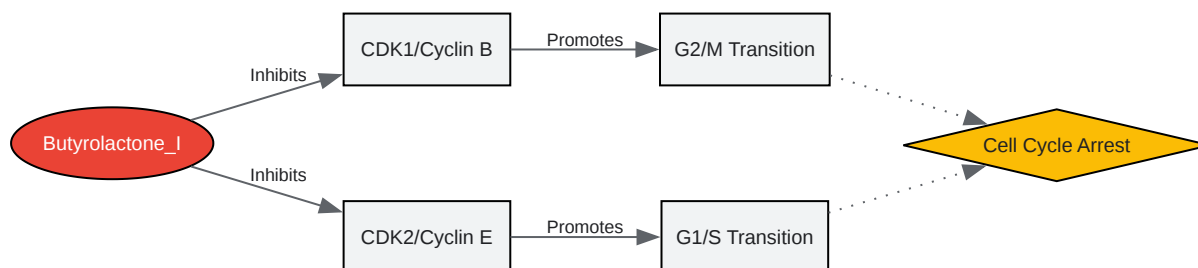 CDK1/Cyclin B
Promotes
G2/M Transition
Inhibits
Butyrolactone_I
Cell Cycle Arrest
Inhibits
CDK2/Cyclin E
Promotes
G1/S Transition